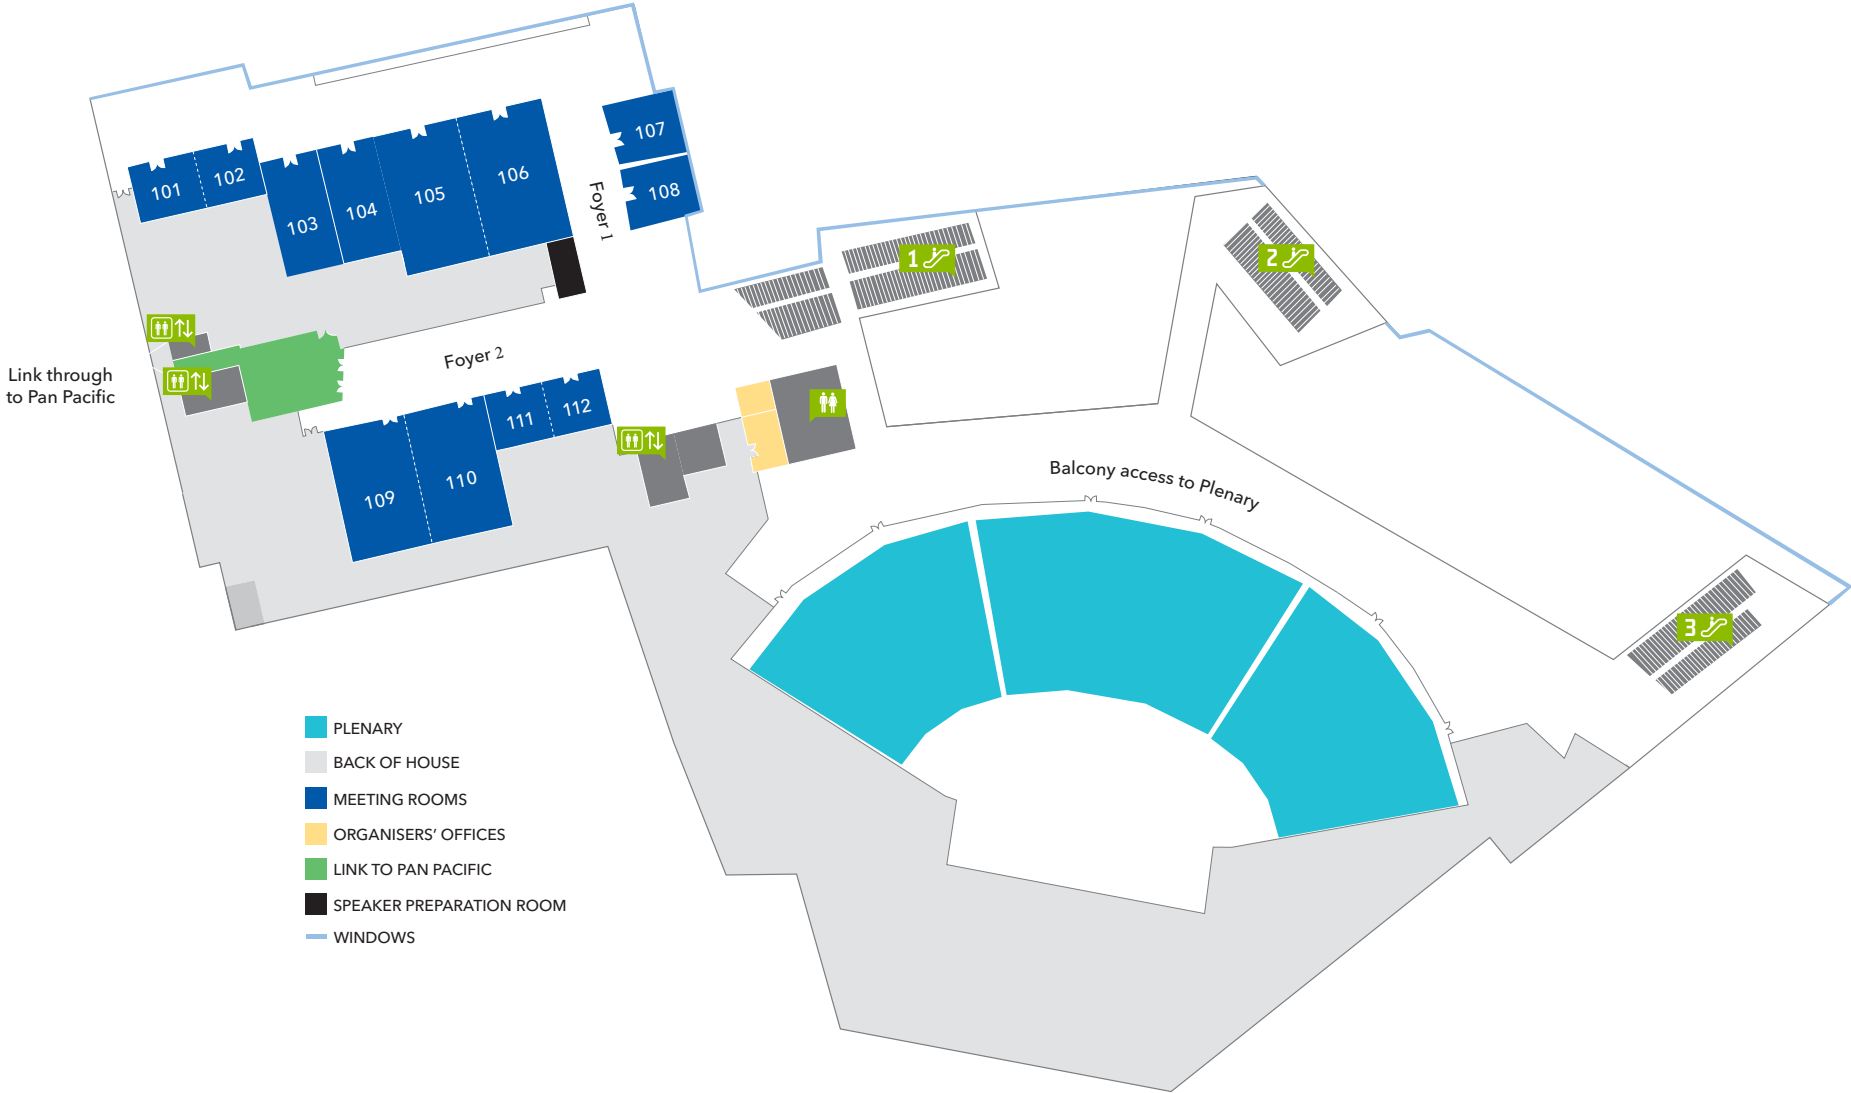 101
102
103
104
105
106
107
108
Foyer 1
1
2
Link through
to Pan Pacific
Foyer 2
109
110
111
112
Balcony access to Plenary
3
PLENARY
BACK OF HOUSE
MEETING ROOMS
ORGANISERS’ OFFICES
LINK TO PAN PACIFIC
SPEAKER PREPARATION ROOM
WINDOWS